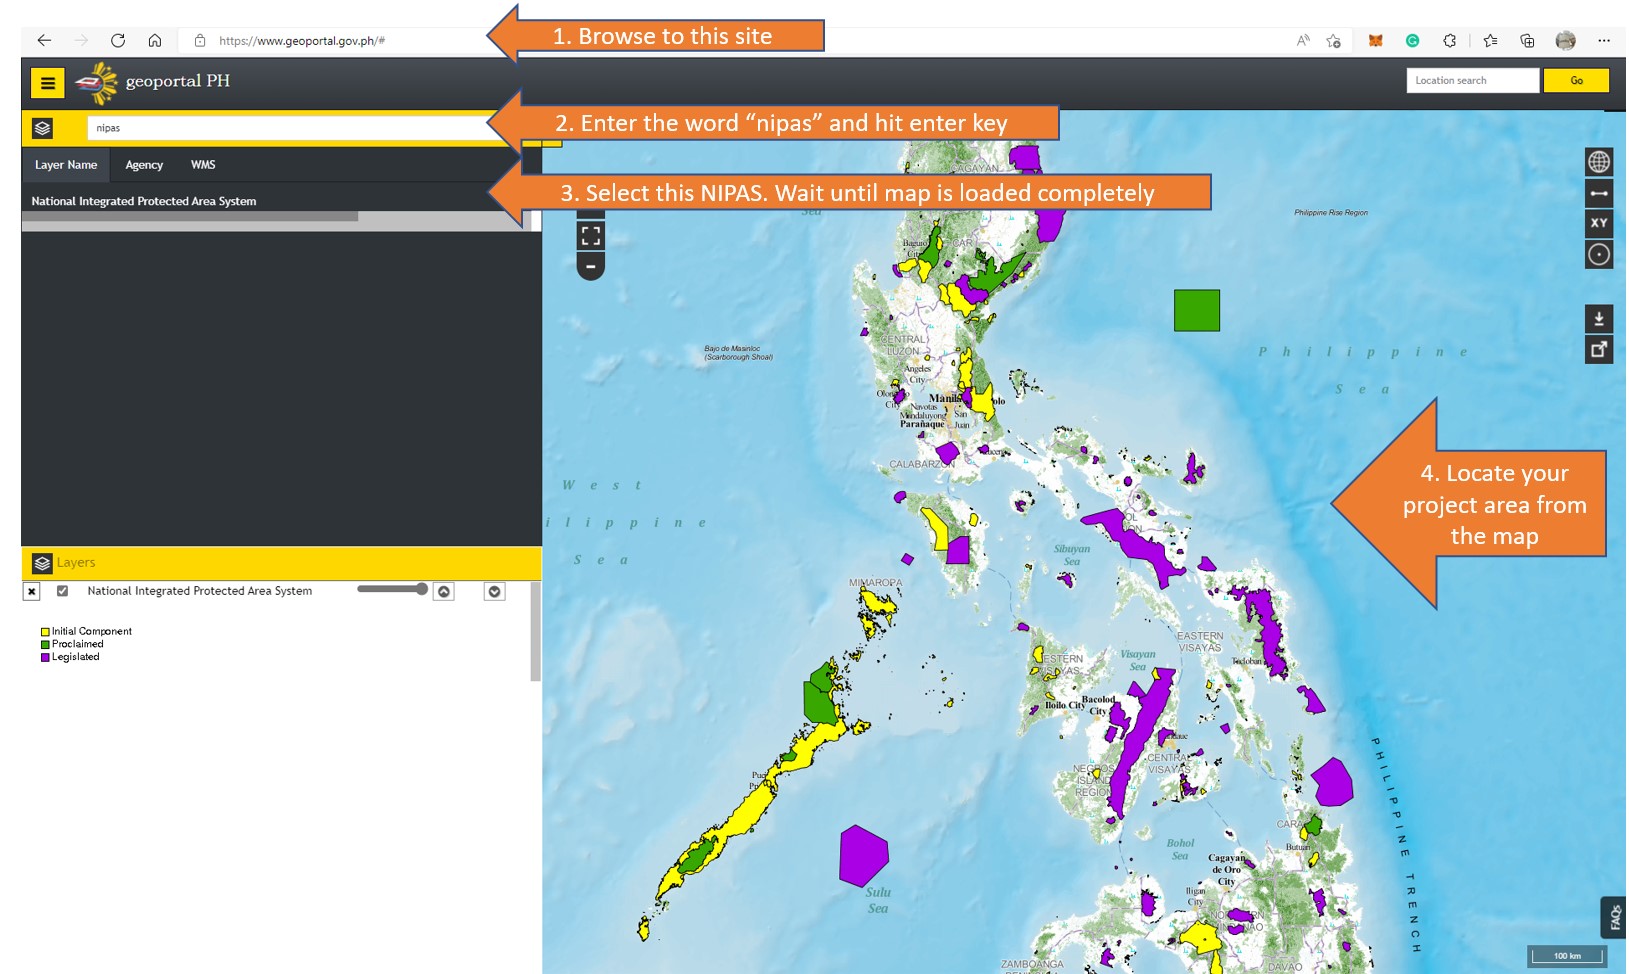 https://www.geoportal.gov.ph/#
1. Browse to this site
geoportal PH
Location search
Go
nipas
2. Enter the word “nipas” and hit enter key
Layer Name
Agency
WMS
3. Select this NIPAS. Wait until map is loaded completely
National Integrated Protected Area System
CAGAYAN
Sea
Philippine Rise Region
XY
Baguio
City
CAR
Bajo de Masinloc
(Scarborough Shoal)
CENTRAL
LUZON
Angeles
City
Philippine
Sea
Manila
Navotas
Mandaluyong
San
Juan
Parañaque
CALABARZON
4. Locate your
project area from
the map
West
ilippine
Sea
Sibuyan
Sea
Layers
National Integrated Protected Area System
Initial Component
Proclaimed
Legislated
MIMAROPA
EASTERN
VISAYAS
Visayan
Sea
Tacloban
Iloilo City
Bacolod
City
CENTRAL
VISAYAS
NEGROS
ISLAND
REGION
PHILIPPINE TRENCH
Bohol
Sea
Butuan
Cagayan
de Oro
City
Iligan
City
Sulu
Sea
FAQs
ZAMBOANGA
DAVAO
100 km